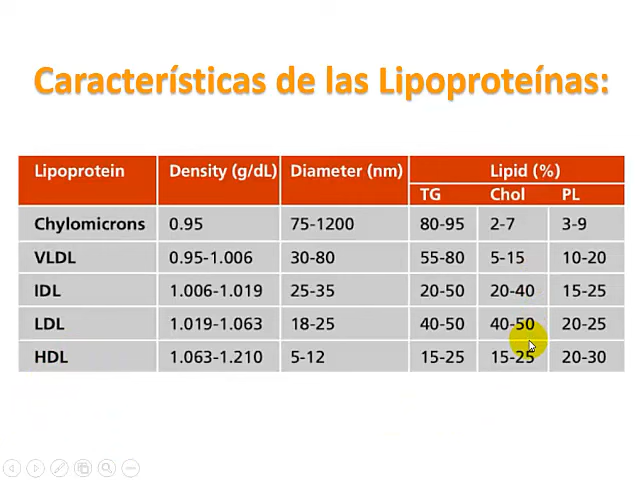 Características de las Lipoproteínas:
Lipoprotein Density (g/dL) Diameter (nm) Lipid (%)
TG Chol PL
Chylomicrons 0.95 75-1200 80-95 2-7 3-9
VLDL 0.95-1.006 30-80 55-80 5-15 10-20
IDL 1.006-1.019 25-35 20-50 20-40 15-25
LDL 1.019-1.063 18-25 40-50 40-50 20-25
HDL 1.063-1.210 5-12 15-25 15-25 20-30